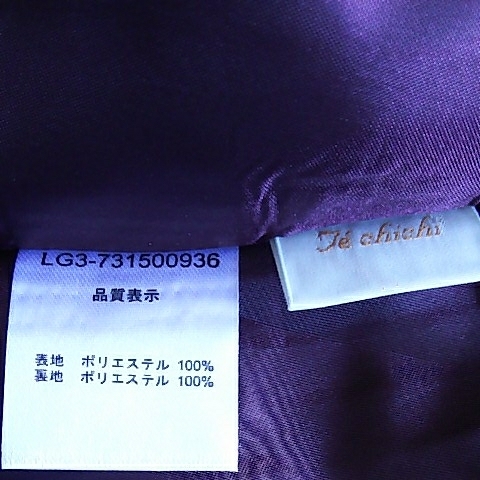 Té chichi
LG3-731500936
品質表示
表地 ポリエステル 100%
裏地 ポリエステル 100%